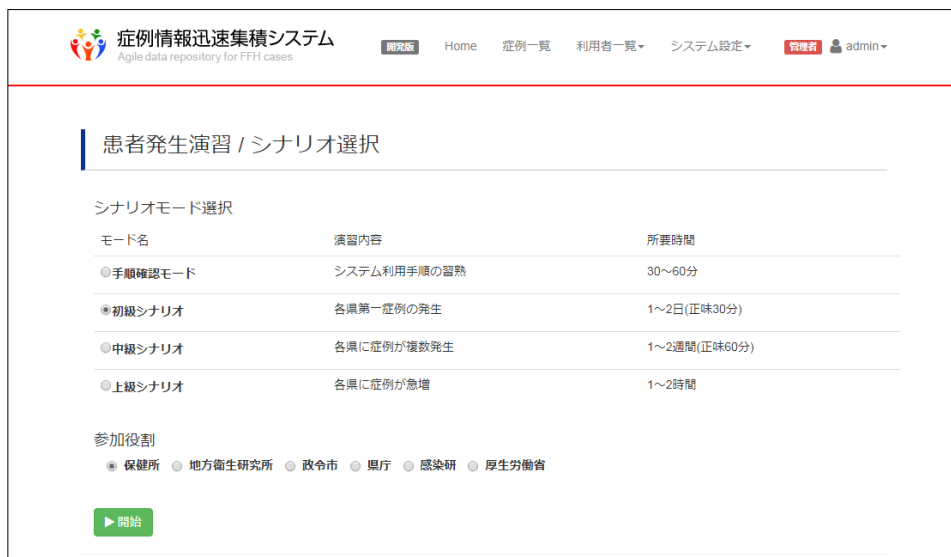 症例情報迅速集積システム
Agile data repository for FFH cases
開発版 Home 症例一覧 利用者一覧 システム設定 管理者 admin
患者発生演習 / シナリオ選択
シナリオモード選択
モード名 演習内容 所要時間
手順確認モード システム利用手順の習熟 30～60分
初級シナリオ 各県第一症例の発生 1～2日(正味30分)
中級シナリオ 各県に症例が複数発生 1～2週間(正味60分)
上級シナリオ 各県に症例が急増 1～2時間
参加役割
保健所 地方衛生研究所 政令市 県庁 感染研 厚生労働省
開始